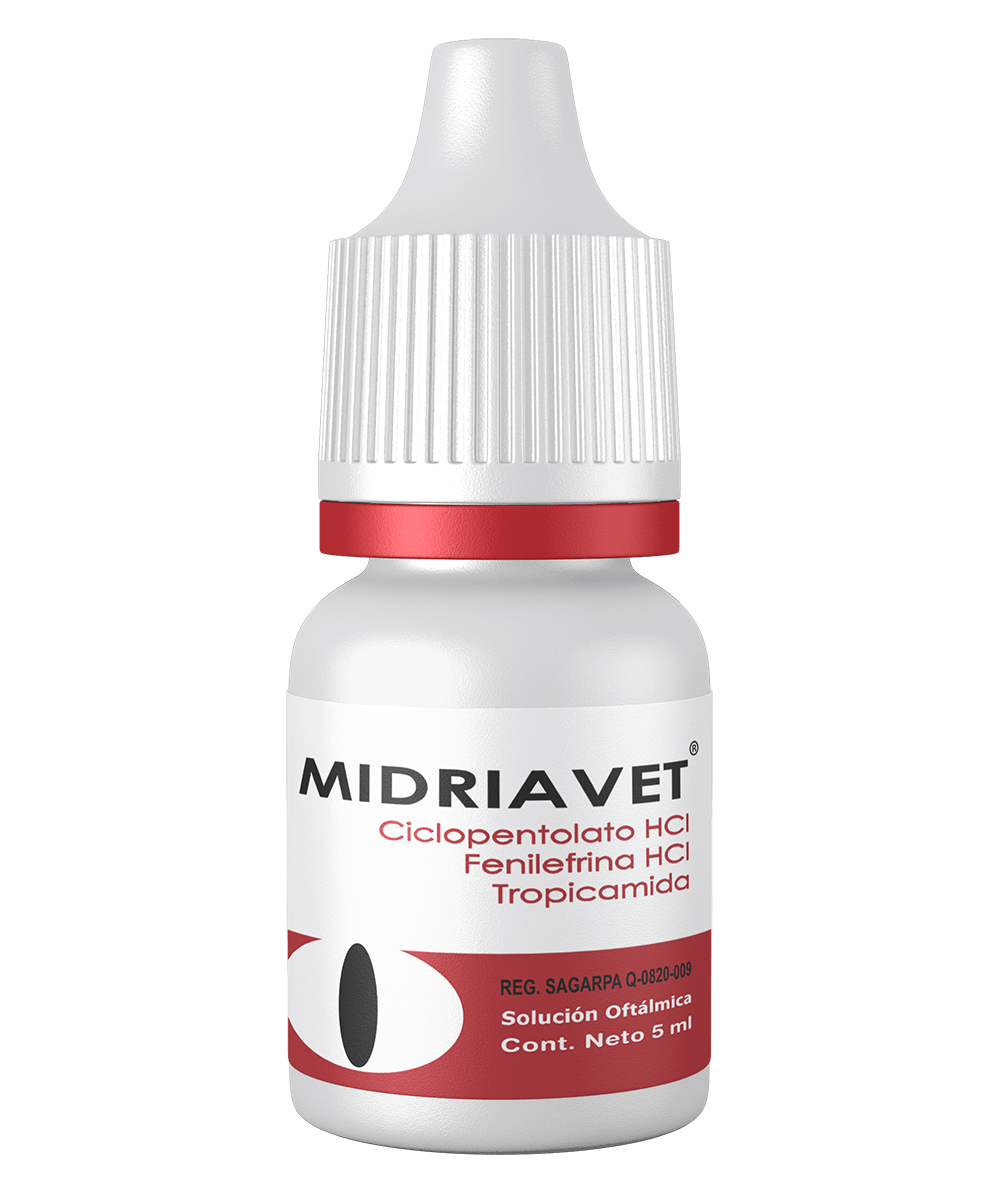 MIDRIAVET®
Ciclopentolato HCl
Fenilefrina HCl
Tropicamida
REG. SAGARPA Q-0820-009
Solución Oftálmica
Cont. Neto 5 ml